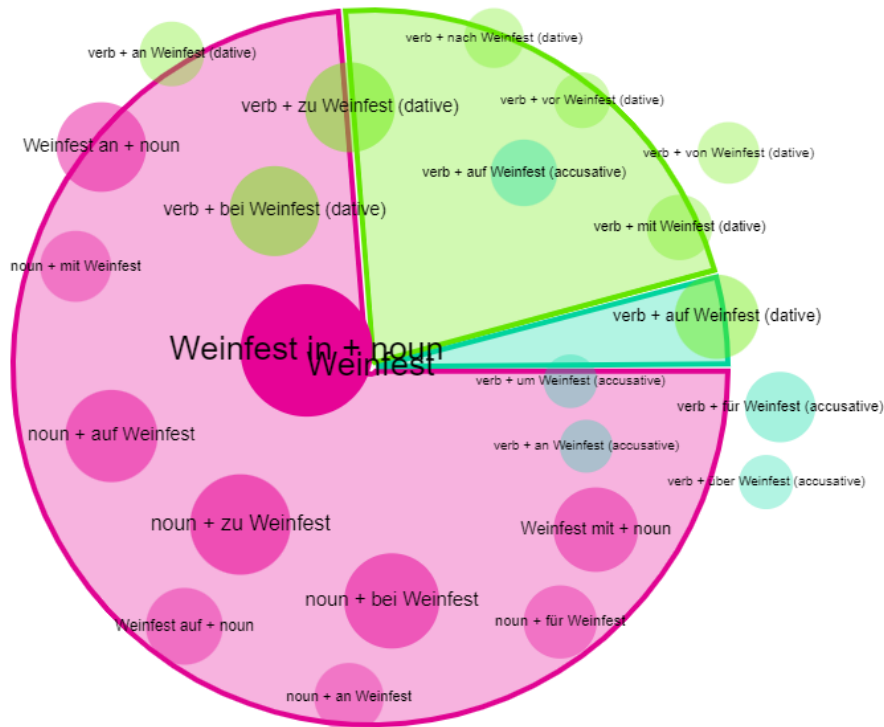 verb + nach Weinfest (dative)
verb + an Weinfest (dative)
verb + zu Weinfest (dative)
verb + vor Weinfest (dative)
Weinfest an + noun
verb + von Weinfest (dative)
verb + auf Weinfest (accusative)
verb + bei Weinfest (dative)
verb + mit Weinfest (dative)
noun + mit Weinfest
verb + auf Weinfest (dative)
Weinfest in + noun
Weinfest
verb + um Weinfest (accusative)
verb + für Weinfest (accusative)
noun + auf Weinfest
verb + an Weinfest (accusative)
verb + über Weinfest (accusative)
noun + zu Weinfest
Weinfest mit + noun
noun + bei Weinfest
Weinfest auf + noun
noun + für Weinfest
noun + an Weinfest